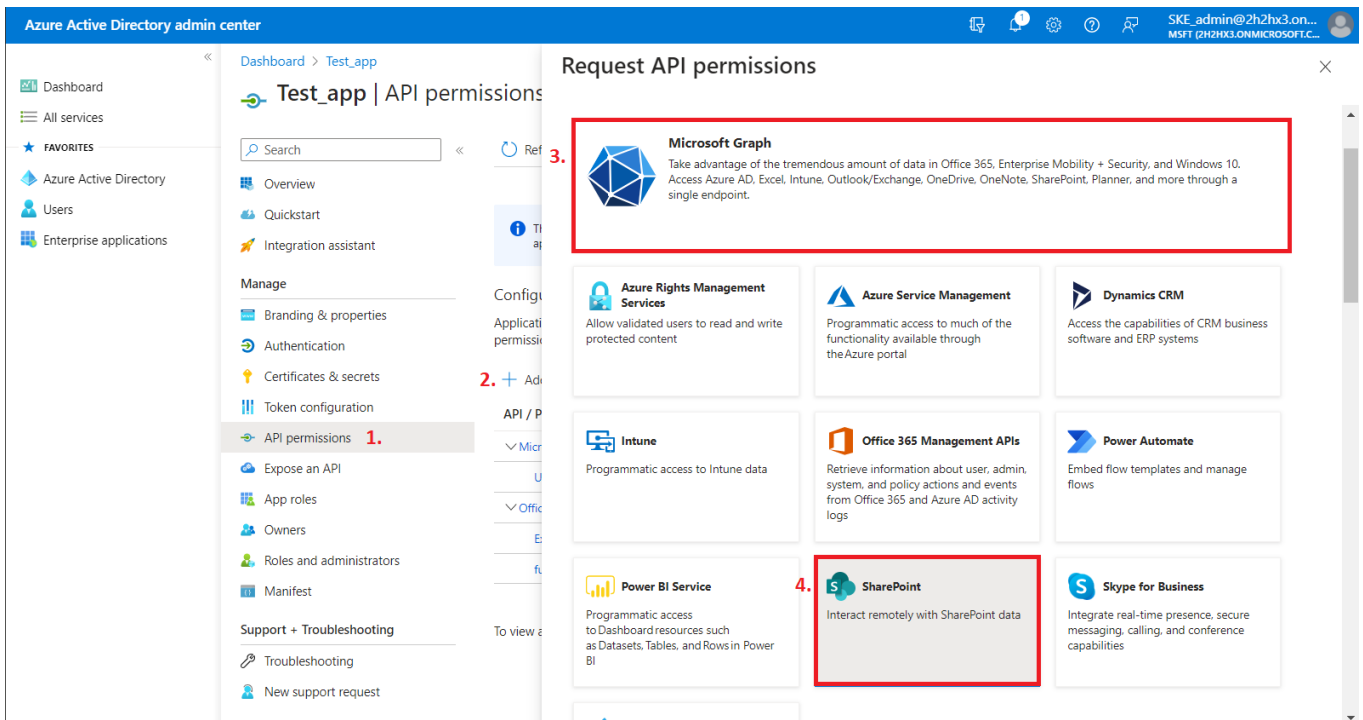 Azure Active Directory admin center
1
SKE_admin@2h2hx3.on...
MSFT (2H2HX3.ONMICROSOFT.C...
Dashboard
All services
FAVORITES
Azure Active Directory
Users
Enterprise applications
Dashboard > Test_app
Test_app | API permissions
Search
Overview
Quickstart
Integration assistant
Manage
Branding & properties
Authentication
Certificates & secrets
Token configuration
API permissions 1.
Expose an API
App roles
Owners
Roles and administrators
Manifest
Support + Troubleshooting
Troubleshooting
New support request
Ref
Th
ap
Configu
Applicati
permissio
2. + Add
API / P
Micr
U
Offic
Ex
fu
To view a
Request API permissions
3.
Microsoft Graph
Take advantage of the tremendous amount of data in Office 365, Enterprise Mobility + Security, and Windows 10.
Access Azure AD, Excel, Intune, Outlook/Exchange, OneDrive, OneNote, SharePoint, Planner, and more through a
single endpoint.
Azure Rights Management
Services
Allow validated users to read and write
protected content
Azure Service Management
Programmatic access to much of the
functionality available through
the Azure portal
Dynamics CRM
Access the capabilities of CRM business
software and ERP systems
Intune
Programmatic access to Intune data
Office 365 Management APIs
Retrieve information about user, admin,
system, and policy actions and events
from Office 365 and Azure AD activity
logs
Power Automate
Embed flow templates and manage
flows
Power BI Service
Programmatic access
to Dashboard resources such
as Datasets, Tables, and Rows in Power
BI
4.
SharePoint
Interact remotely with SharePoint data
Skype for Business
Integrate real-time presence, secure
messaging, calling, and conference
capabilities